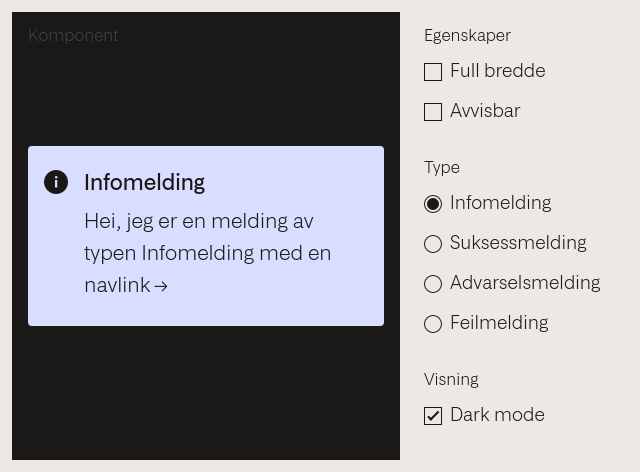 Komponent
Infomelding
Hei, jeg er en melding av
typen Infomelding med en
navlink→
Egenskaper
Full bredde
Avvisbar
Type
Infomelding
Suksessmelding
Advarselsmelding
Feilmelding
Visning
Dark mode